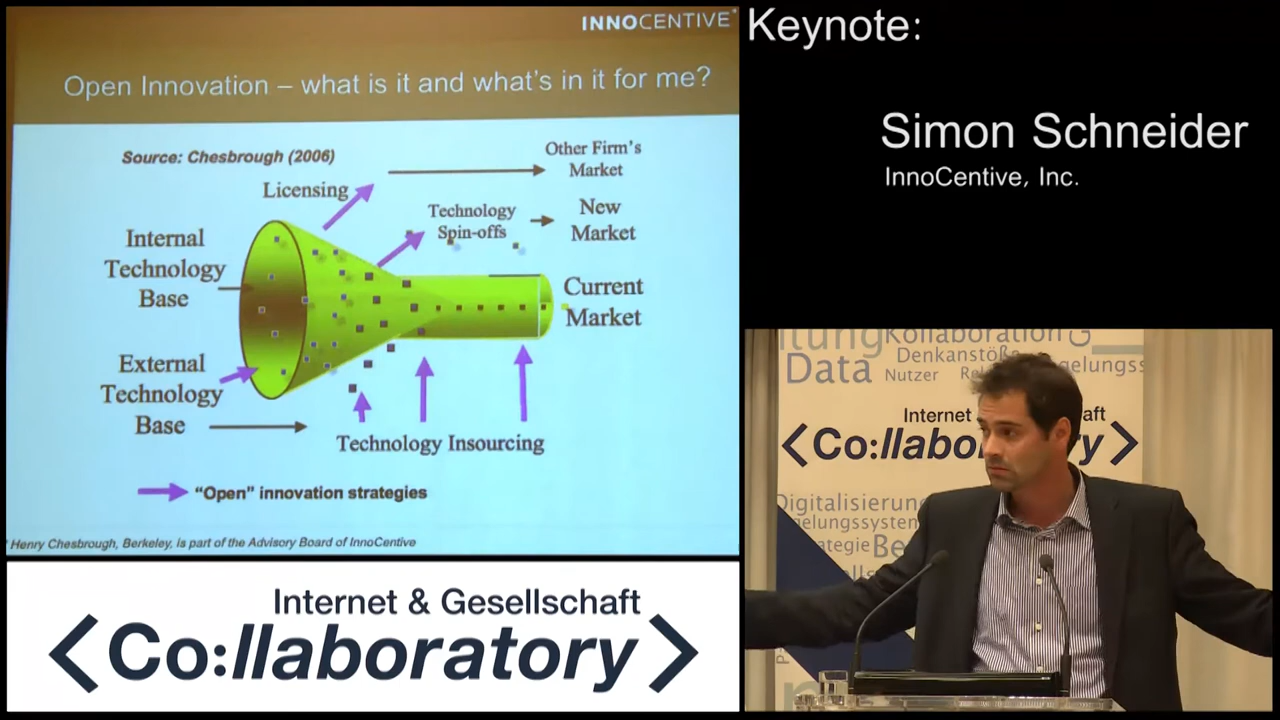 INNOCENTIVE
Open Innovation – what is it and what's in it for me?
Source: Chesbrough (2006)
Licensing
Other Firm's
Market
Technology
Spin-offs
New
Market
Internal
Technology
Base
Current
Market
External
Technology
Base
Technology Insourcing
"Open" innovation strategies
Henry Chesbrough, Berkeley, is part of the Advisory Board of InnoCentive
Internet & Gesellschaft
<Co:llaboratory>
Keynote:
Simon Schneider
InnoCentive, Inc.
Kollaboration
Data
Denkanstöße
Nutzer
Internet
<Co:llabo
y>
Digitalisierung